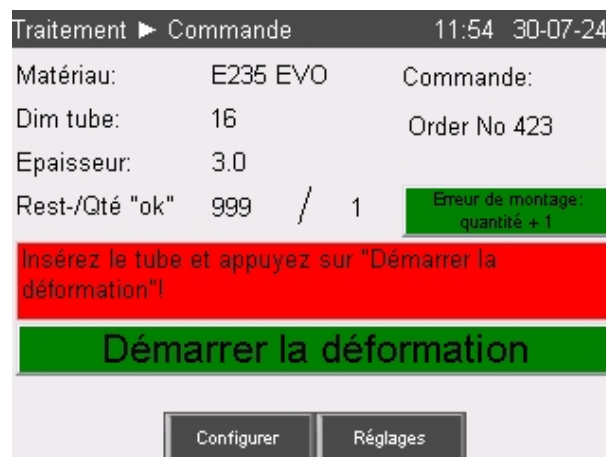 Traitement ► Commande 11:54 30-07-24
Matériau: E235 EVO Commande:
Dim tube: 16 Order No 423
Epaisseur: 3.0
Rest-/Qté "ok" 999 / 1 Erreur de montage:
quantité + 1
Insérez le tube et appuyez sur "Démarrer la
déformation"!
Démarrer la déformation
Configurer Réglages